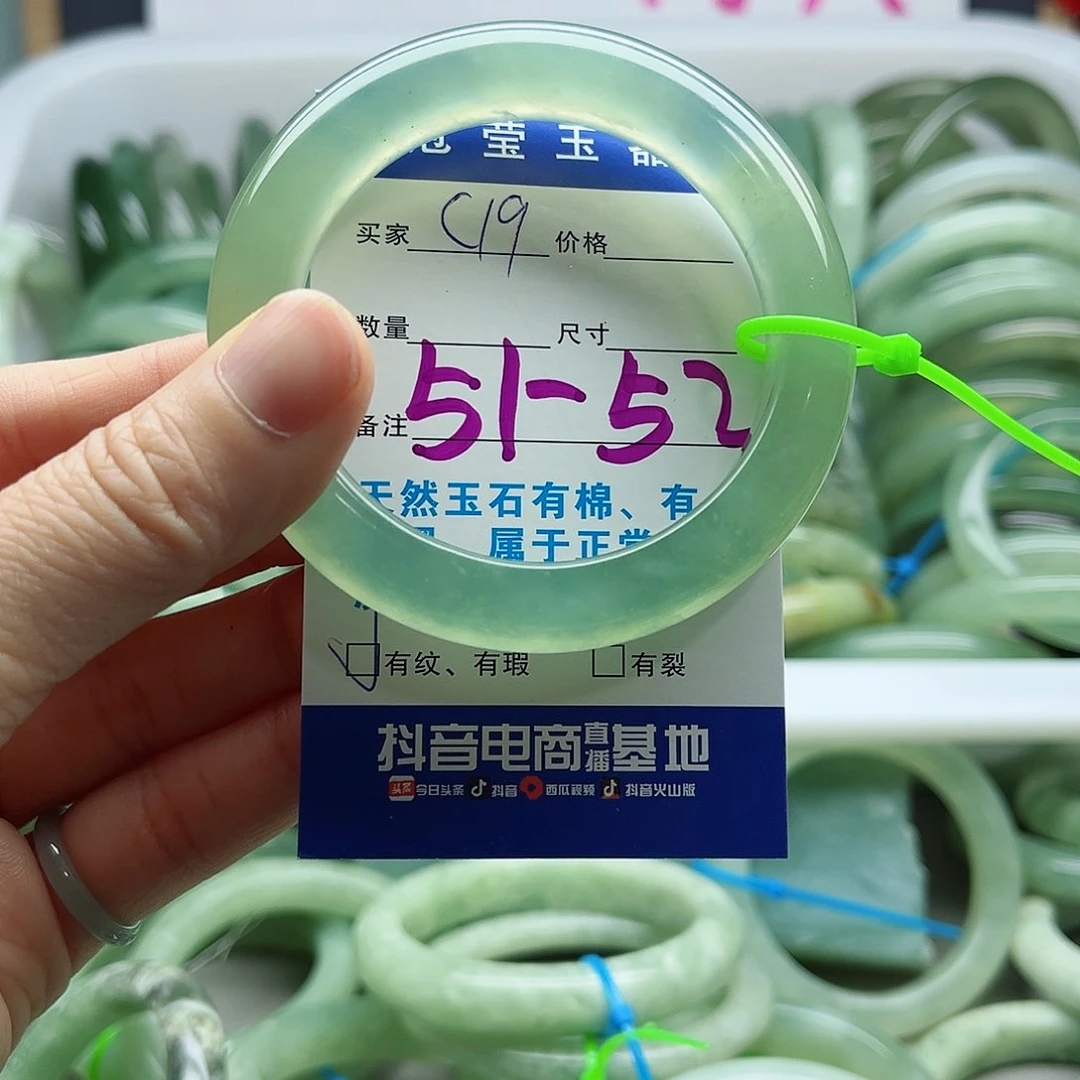 莹玉
买家 C19 价格
数量 尺寸
备注 51-52
天然玉石有棉、有
属于正常
有纹、有瑕 有裂
抖音电商直播基地
头条 今日头条 抖音 西瓜视频 抖音火山版